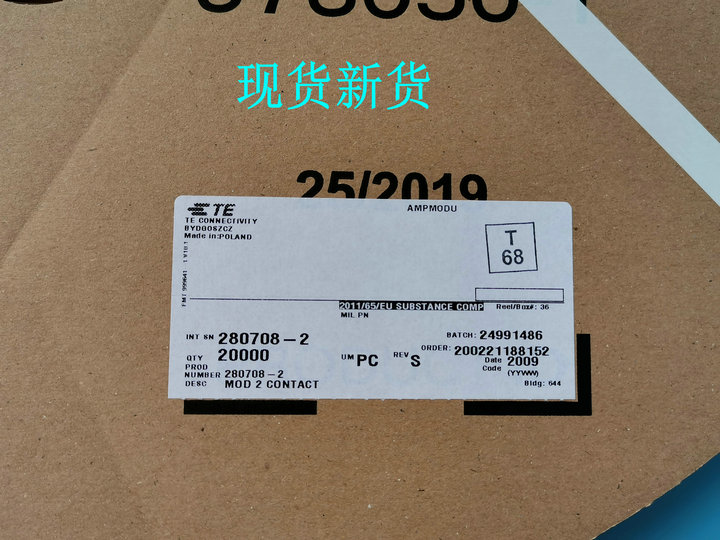 现货新货
25/2019
TE
TE CONNECTIVITY
BYDGOSZCZ
Made in:POLAND
AMPMODU
T
68
2011/65/EU SUBSTANCE COMP
Reel/Box#: 36
MIL PN
INT SN 280708-2
BATCH: 24991486
QTY 20000
UM PC
REV S
ORDER: 200221188152
PROD
NUMBER 280708-2
Date 2009
Code (YYWW)
DESC MOD 2 CONTACT
Bldg: 644